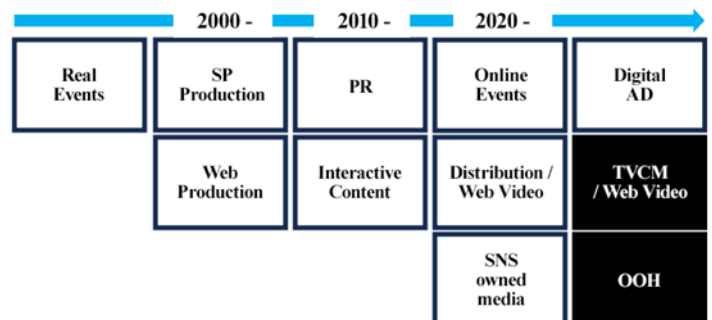 2000 -
2010 -
2020 -
Real
Events
SP
Production
PR
Online
Events
Digital
AD
Web
Production
Interactive
Content
Distribution /
Web Video
TVCM
/ Web Video
SNS
owned
media
OOH